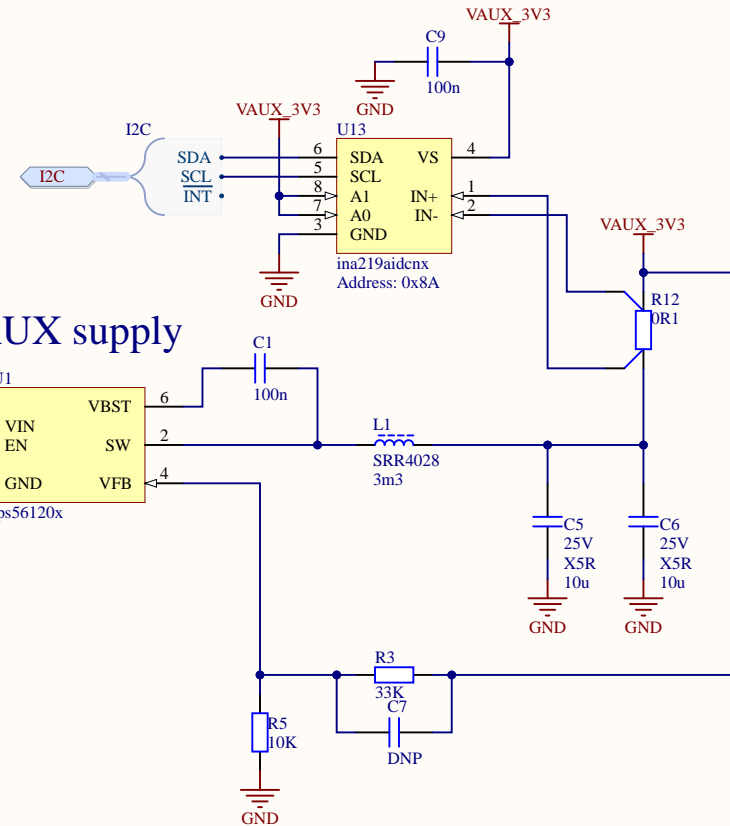 VAUX_3V3
C9
100n
GND
VAUX_3V3
I2C
I2C
SDA
SCL
INT
U13
6
5
8
7
3
SDA
SCL
A1
A0
GND
VS
IN+
IN-
4
1
2
ina219aidcnx
Address: 0x8A
GND
VAUX_3V3
R12
0R1
UX supply
C1
100n
VIN
EN
GND
VBST
SW
VFB
6
2
4
ps56120x
L1
SRR4028
3m3
C5
25V
X5R
10u
GND
C6
25V
X5R
10u
GND
R3
33K
C7
DNP
R5
10K
GND